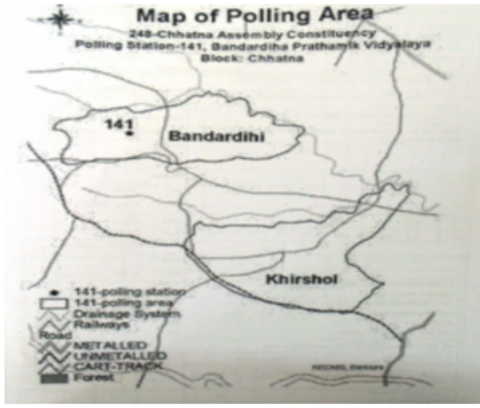 Map of Polling Area
248-Chhatna Assembly Constituency
Polling Station-141, Bandardiha Prathamik Vidyalaya
Block: Chhatna
141
Bandardihi
Khirshol
141-polling station
141-polling area
Drainage System
Railways
Road
METALLED
UNMETALLED
CART-TRACK
Forest